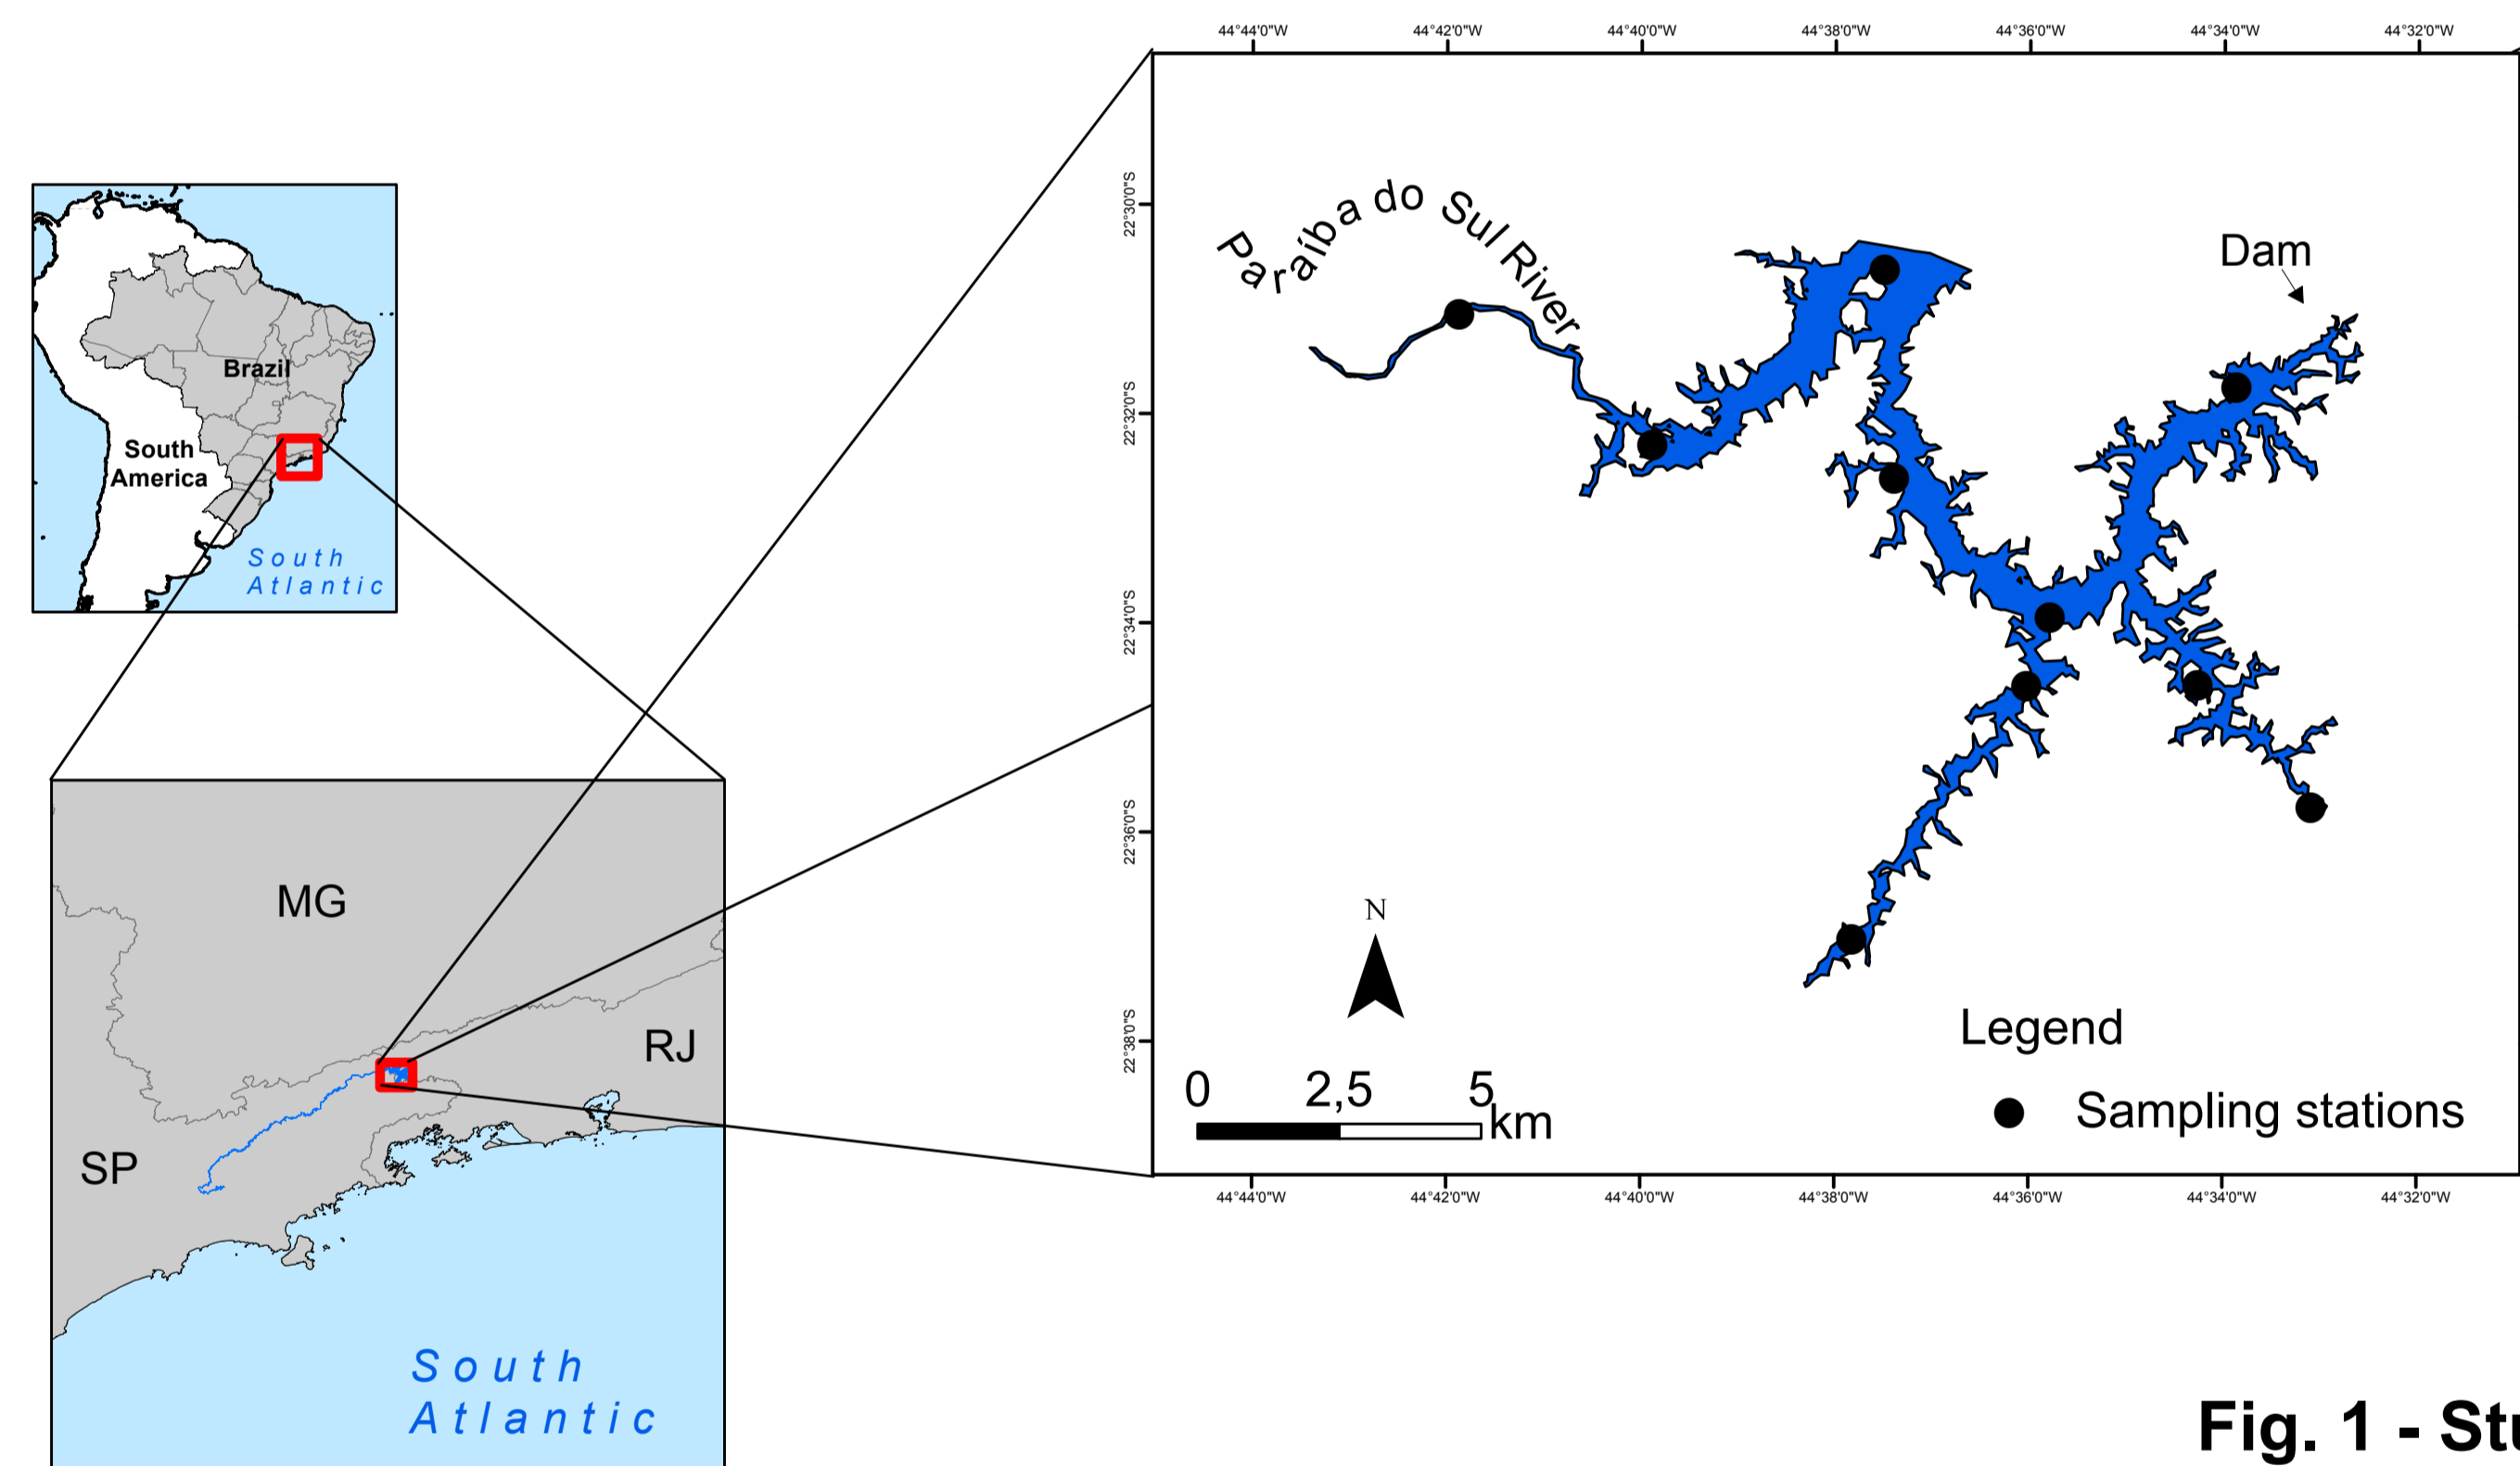 44°44'0"W 44°42'0"W 44°40'0"W 44°38'0"W 44°36'0"W 44°34'0"W 44°32'0"W
22°30'0"S
22°32'0"S
22°34'0"S
22°36'0"S
22°38'0"S
Paraíba do Sul River
Dam
Brazil
South
America
South
Atlantic
MG
RJ
SP
South
Atlantic
N
0 2,5 5
km
Legend
Sampling stations
44°44'0"W 44°42'0"W 44°40'0"W 44°38'0"W 44°36'0"W 44°34'0"W 44°32'0"W
Fig. 1 - Stu